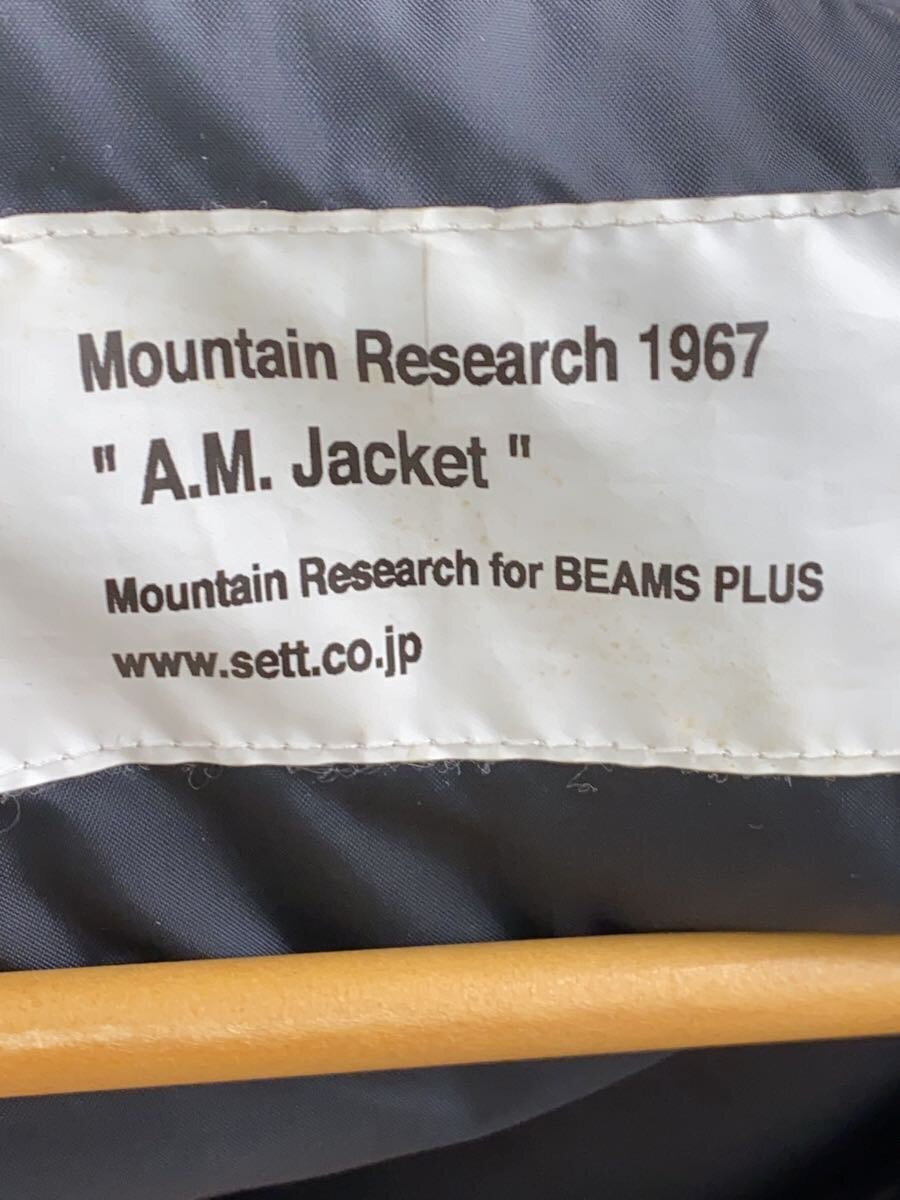 Mountain Research 1967
" A.M. Jacket "
Mountain Research for BEAMS PLUS
www.sett.co.jp